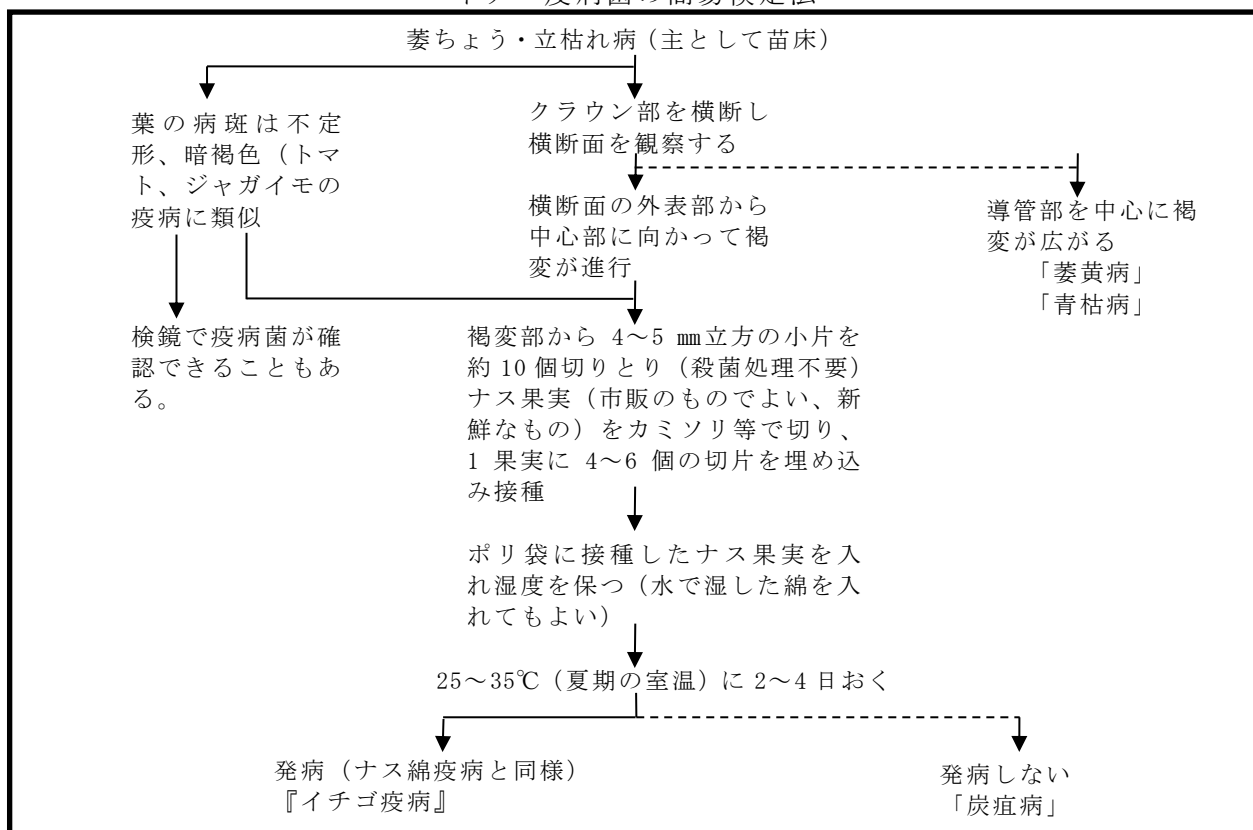 萎ちょう・立枯れ病（主として苗床）
葉の病斑は不定
形、暗褐色（トマ
ト、ジャガイモの
疫病に類似
クラウン部を横断し
横断面を観察する
横断面の外表部から
中心部に向かって褐
変が進行
導管部を中心に褐
変が広がる
「萎黄病」
「青枯病」
検鏡で疫病菌が確
認できることもあ
る。
褐変部から 4～5 ㎜立方の小片を
約 10 個切りとり（殺菌処理不要）
ナス果実（市販のものでよい、新
鮮なもの）をカミソリ等で切り、
1 果実に 4～6 個の切片を埋め込
み接種
ポリ袋に接種したナス果実を入
れ湿度を保つ（水で湿した綿を入
れてもよい）
25～35℃（夏期の室温）に 2～4 日おく
発病（ナス綿疫病と同様）
『イチゴ疫病』
発病しない
「炭疽病」